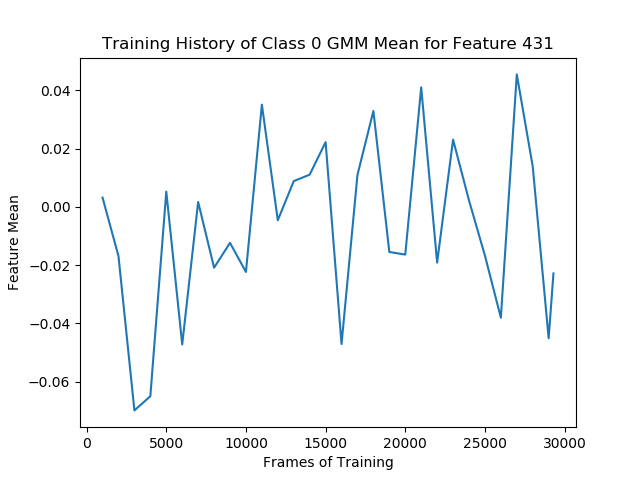 Training History of Class 0 GMM Mean for Feature 431
Feature Mean
0.04
0.02
0.00
−0.02
−0.04
−0.06
0 5000 10000 15000 20000 25000 30000
Frames of Training